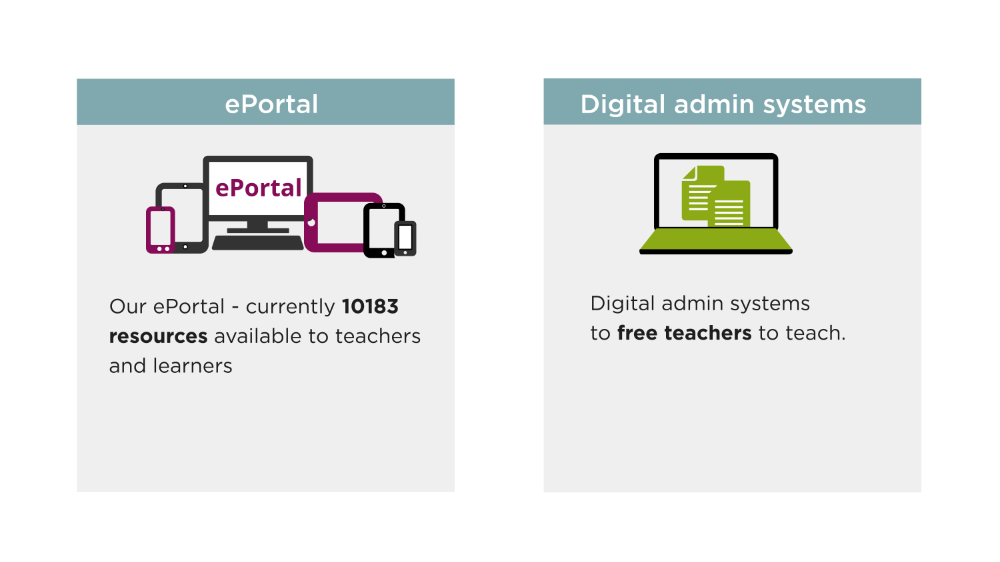 ePortal
ePortal
Our ePortal - currently 10183
resources available to teachers
and learners
Digital admin systems
Digital admin systems
to free teachers to teach.